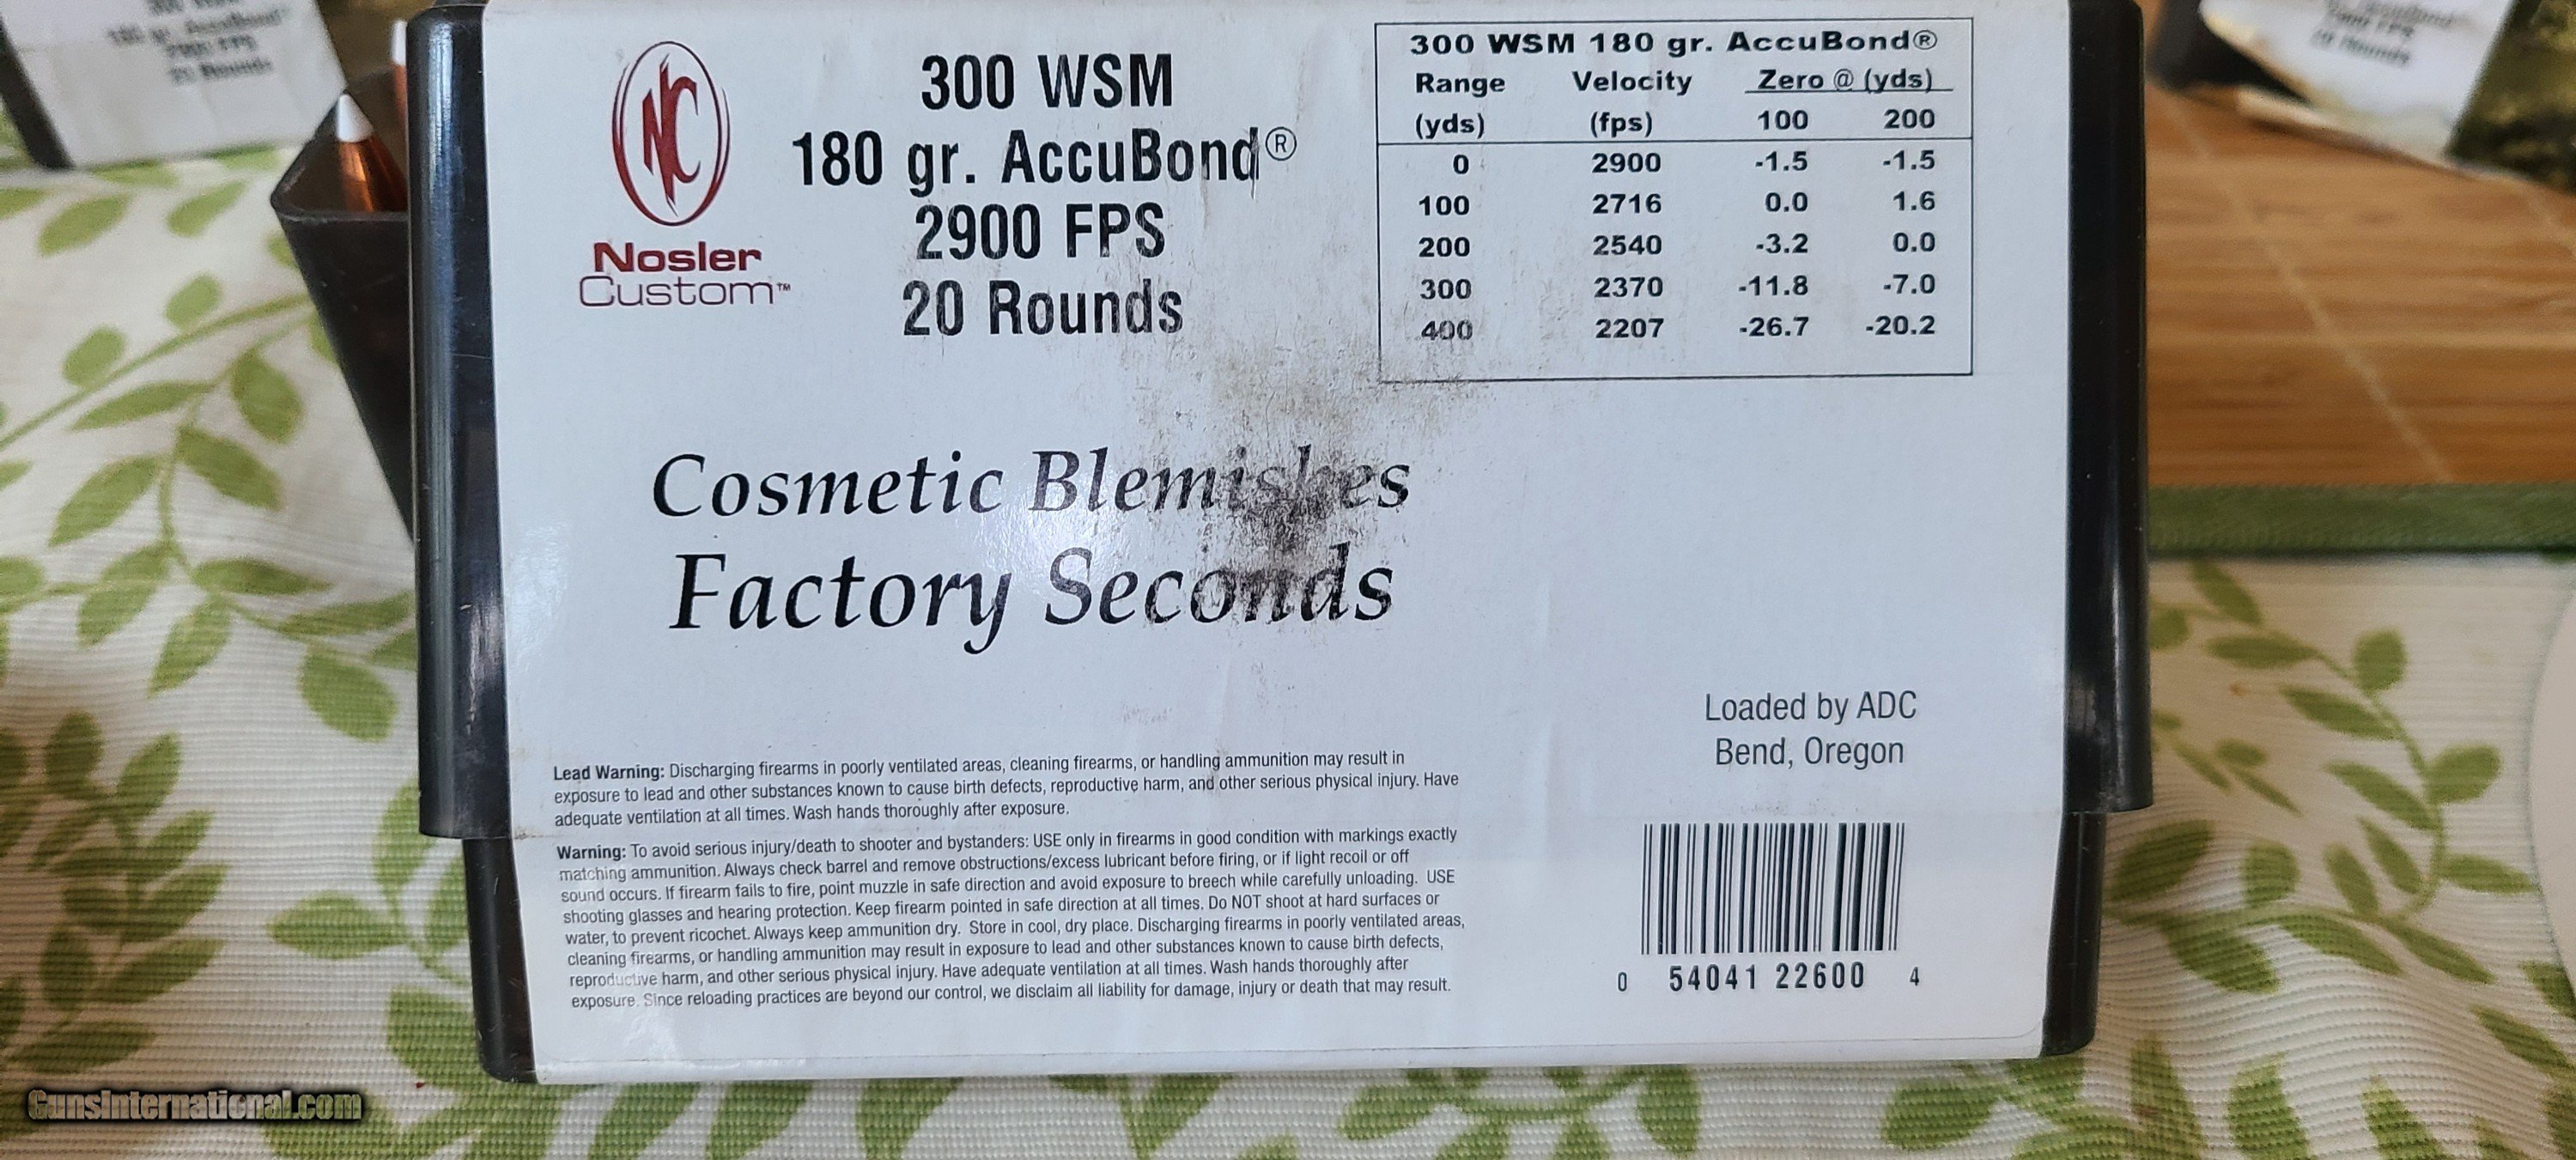 300 WSM
180 gr. AccuBond®
2900 FPS
20 Rounds
NC
Nosler
Custom™
300 WSM 180 gr. AccuBond®
Range Velocity Zero @ (yds)
(yds) (fps) 100 200
0 2900 -1.5 -1.5
100 2716 0.0 1.6
200 2540 -3.2 0.0
300 2370 -11.8 -7.0
400 2207 -26.7 -20.2
Cosmetic Blemishes
Factory Seconds
Loaded by ADC
Bend, Oregon
Lead Warning: Discharging firearms in poorly ventilated areas, cleaning firearms, or handling ammunition may result in
exposure to lead and other substances known to cause birth defects, reproductive harm, and other serious physical injury. Have
adequate ventilation at all times. Wash hands thoroughly after exposure.
Warning: To avoid serious injury/death to shooter and bystanders: USE only in firearms in good condition with markings exactly
matching ammunition. Always check barrel and remove obstructions/excess lubricant before firing, or if light recoil or off
sound occurs. If firearm fails to fire, point muzzle in safe direction and avoid exposure to breech while carefully unloading. USE
shooting glasses and hearing protection. Keep firearm pointed in safe direction at all times. Do NOT shoot at hard surfaces or
water, to prevent ricochet. Always keep ammunition dry. Store in cool, dry place. Discharging firearms in poorly ventilated areas,
cleaning firearms, or handling ammunition may result in exposure to lead and other substances known to cause birth defects,
reproductive harm, and other serious physical injury. Have adequate ventilation at all times. Wash hands thoroughly after
exposure. Since reloading practices are beyond our control, we disclaim all liability for damage, injury or death that may result.
0 54041 22600 4
180 gr. AccuBond®
2900 FPS
20 Rounds
GunsInternational.com